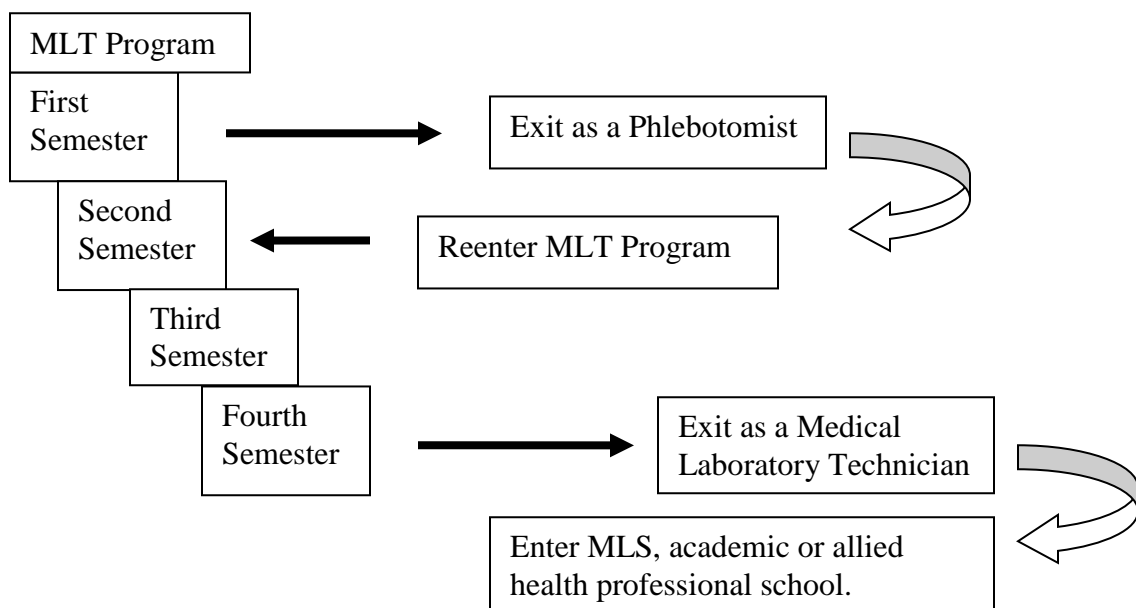 MLT Program
First
Semester
Exit as a Phlebotomist
Second
Semester
Reenter MLT Program
Third
Semester
Fourth
Semester
Exit as a Medical
Laboratory Technician
Enter MLS, academic or allied
health professional school.